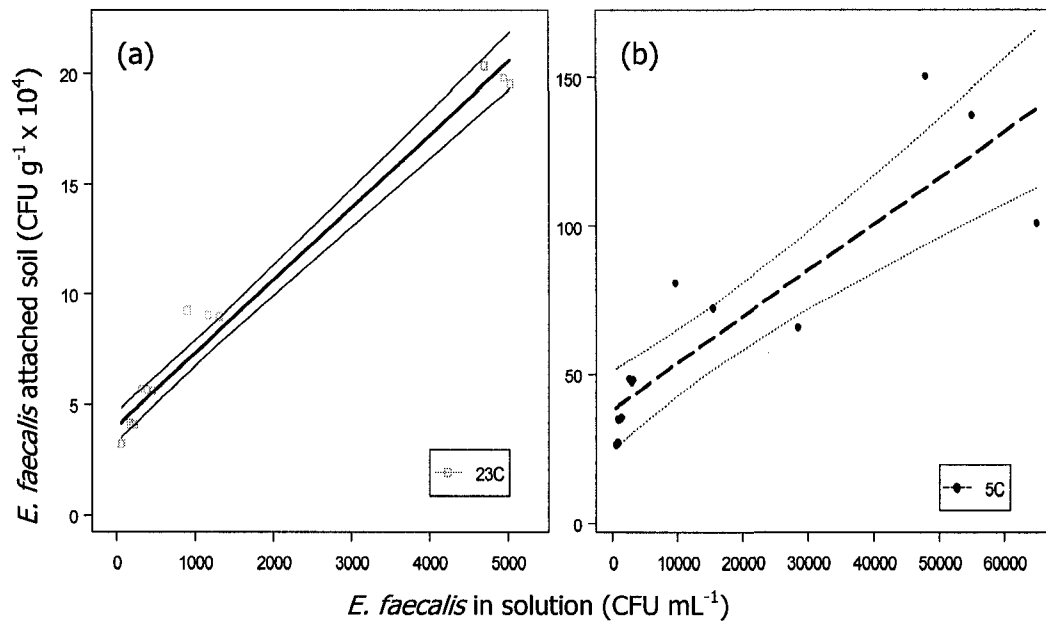 E. faecalis attached soil (CFU g⁻¹ x 10⁴)
(a)
20
15
10
5
0
23C
0 1000 2000 3000 4000 5000
(b)
150
100
50
0
5C
0 10000 20000 30000 40000 50000 60000
E. faecalis in solution (CFU mL⁻¹)